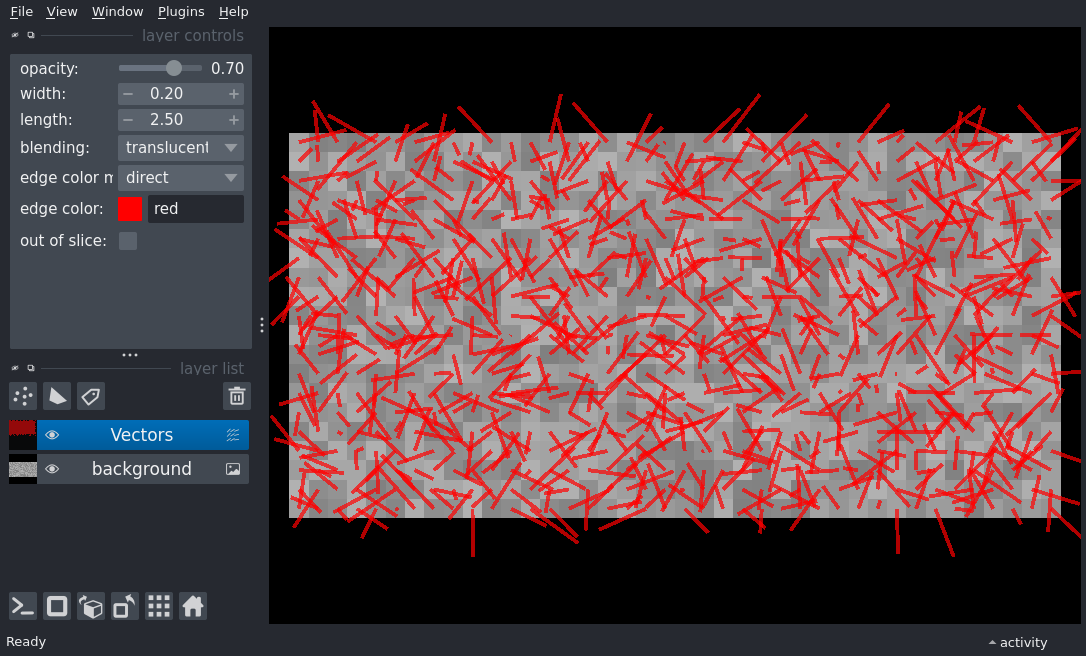 File View Window Plugins Help
layer controls
opacity: 0.70
width: − 0.20 +
length: − 2.50 +
blending: translucent
edge color m direct
edge color: red
out of slice:
layer list
Vectors
background
Ready
activity